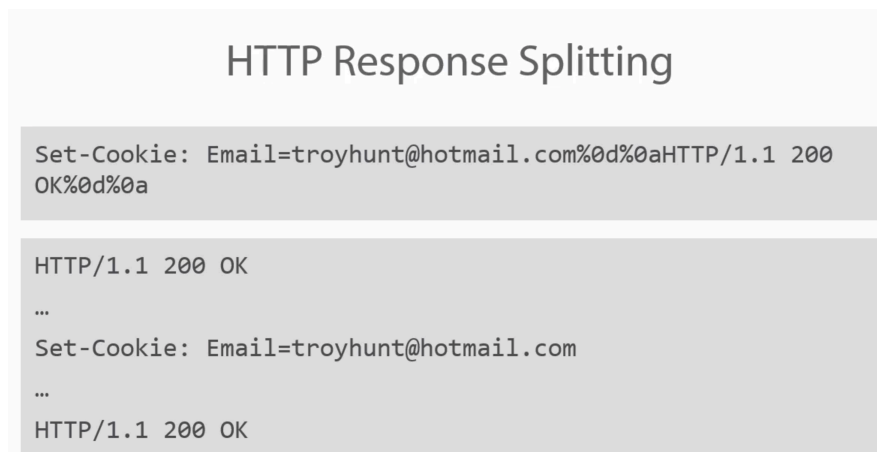 HTTP Response Splitting
Set-Cookie: Email=troyhunt@hotmail.com%0d%0aHTTP/1.1 200
OK%0d%0a
HTTP/1.1 200 OK
…
Set-Cookie: Email=troyhunt@hotmail.com
…
HTTP/1.1 200 OK